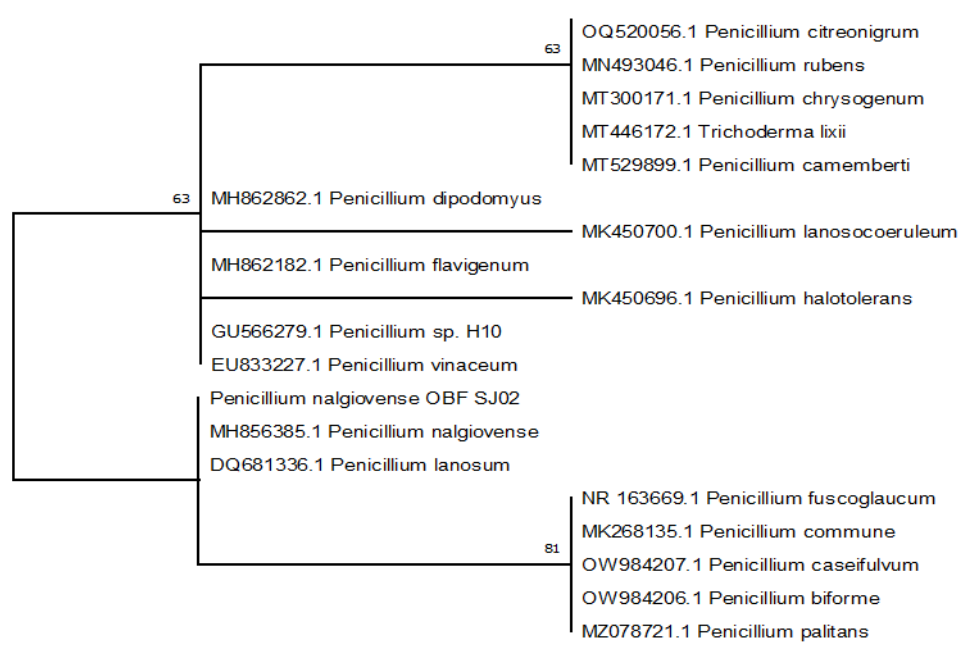 OQ520056.1 Penicillium citreonigrum
63
MN493046.1 Penicillium rubens
MT300171.1 Penicillium chrysogenum
MT446172.1 Trichoderma lixii
MT529899.1 Penicillium camemberti
63
MH862862.1 Penicillium dipodomyus
MK450700.1 Penicillium lanosocoeruleum
MH862182.1 Penicillium flavigenum
MK450696.1 Penicillium halotolerans
GU566279.1 Penicillium sp. H10
EU833227.1 Penicillium vinaceum
Penicillium nalgiovense OBF SJ02
MH856385.1 Penicillium nalgiovense
DQ681336.1 Penicillium lanosum
NR 163669.1 Penicillium fuscoglaucum
MK268135.1 Penicillium commune
81
OW984207.1 Penicillium caseifulvum
OW984206.1 Penicillium biforme
MZ078721.1 Penicillium palitans